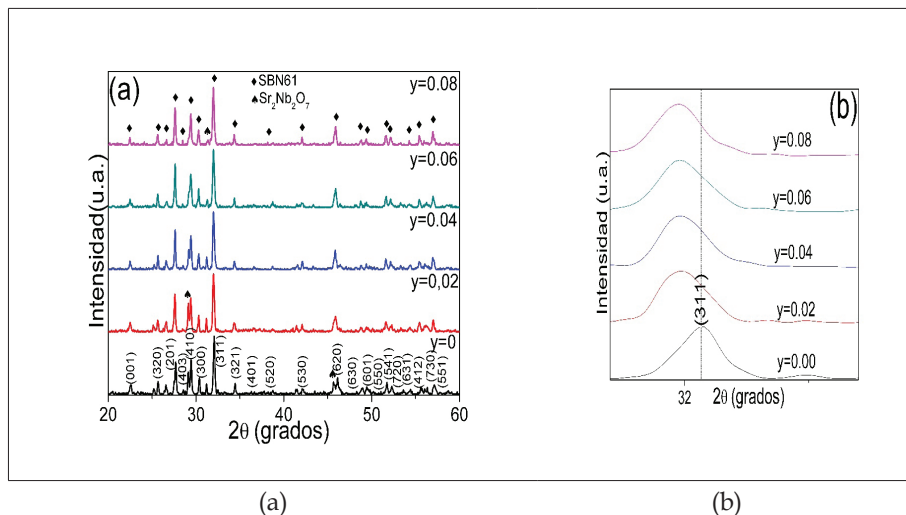 (a)
♦SBN61
♠Sr2Nb2O7
y=0.08
y=0.06
y=0.04
y=0,02
y=0
Intensidad(u.a.)
(001)
(320)
(201)
(403)
(410)
(300)
(311)
(321)
(401)
(520)
(530)
(620)
(630)
(601)
(550)
(541)
(720)
(631)
(412)
(730)
(551)
20 30 40 50 60
2θ (grados)
(b)
y=0.08
y=0.06
y=0.04
y=0.02
y=0.00
(311)
Intensidad (u.a.)
32
2θ (grados)
(a)
(b)